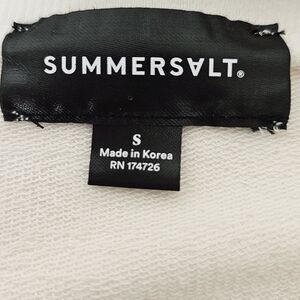 SUMMERSALT®
S
Made in Korea
RN 174726